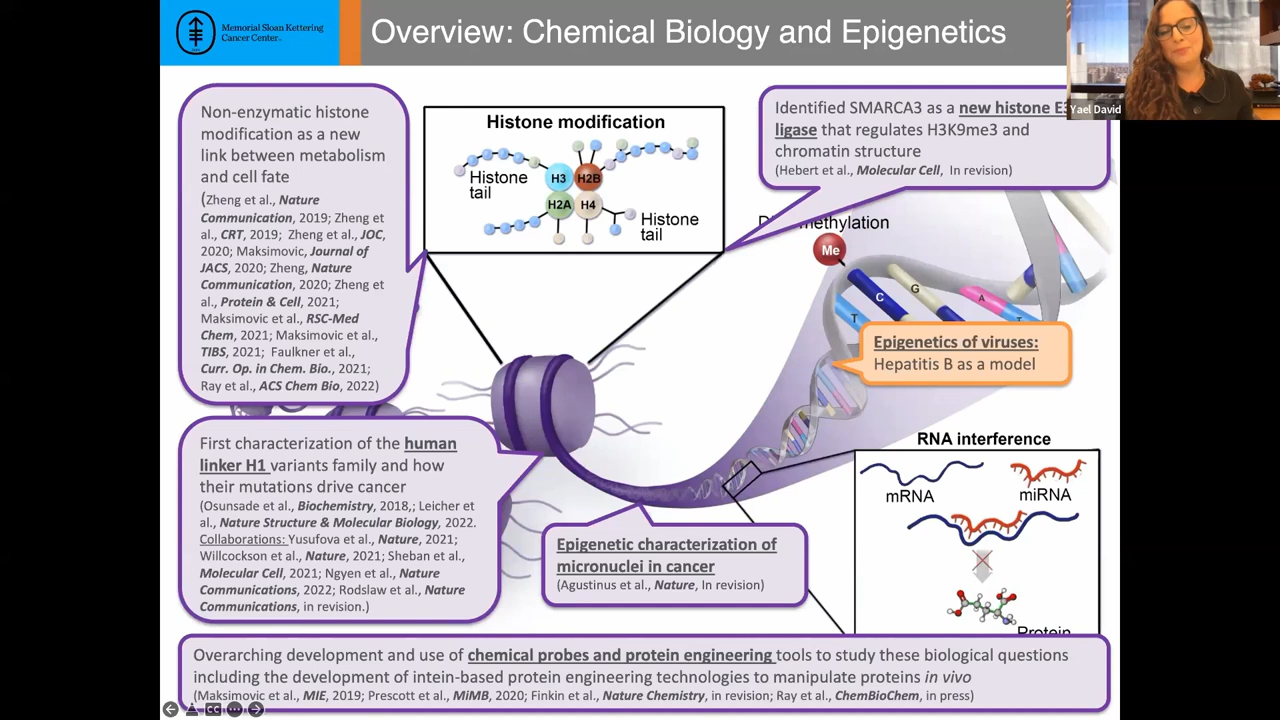 Memorial Sloan Kettering
Cancer Center
Overview: Chemical Biology and Epigenetics
Yael David
Non-enzymatic histone
modification as a new
link between metabolism
and cell fate
(Zheng et al., Nature
Communication, 2019; Zheng et
al., CRT, 2019; Zheng et al., JOC,
2020; Maksimovic, Journal of
JACS, 2020; Zheng, Nature
Communication, 2020; Zheng et
al., Protein & Cell, 2021;
Maksimovic et al., RSC-Med
Chem, 2021; Maksimovic et al.,
TIBS, 2021; Faulkner et al.,
Curr. Op. in Chem. Bio., 2021;
Ray et al., ACS Chem Bio, 2022)
Histone modification
Histone
tail
H3
H2B
H2A
H4
Histone
tail
Identified SMARCA3 as a new histone E3
ligase that regulates H3K9me3 and
chromatin structure
(Hebert et al., Molecular Cell, In revision)
methylation
Me
C
G
A
T
T
Epigenetics of viruses:
Hepatitis B as a model
First characterization of the human
linker H1 variants family and how
their mutations drive cancer
(Osunsade et al., Biochemistry, 2018,; Leicher et
al., Nature Structure & Molecular Biology, 2022.
Collaborations: Yusufova et al., Nature, 2021;
Willcockson et al., Nature, 2021; Sheban et al.,
Molecular Cell, 2021; Ngyen et al., Nature
Communications, 2022; Rodslaw et al., Nature
Communications, in revision.)
Epigenetic characterization of
micronuclei in cancer
(Agustinus et al., Nature, In revision)
RNA interference
mRNA
miRNA
Protein
Overarching development and use of chemical probes and protein engineering tools to study these biological questions
including the development of intein-based protein engineering technologies to manipulate proteins in vivo
(Maksimovic et al., MIE, 2019; Prescott et al., MiMB, 2020; Finkin et al., Nature Chemistry, in revision; Ray et al., ChemBioChem, in press)
CC